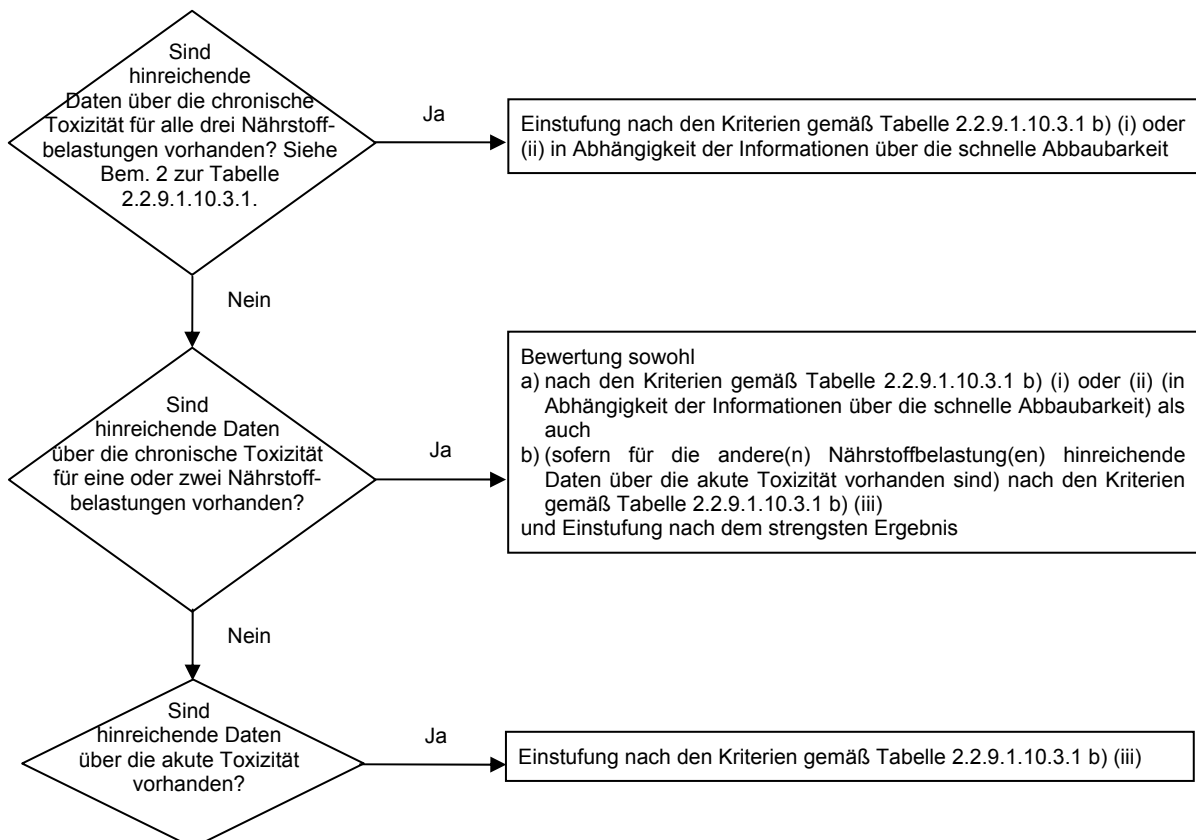 Sind
hinreichende
Daten über die chronische
Toxizität für alle drei Nährstoff-
belastungen vorhanden? Siehe
Bem. 2 zur Tabelle
2.2.9.1.10.3.1.
Ja
Einstufung nach den Kriterien gemäß Tabelle 2.2.9.1.10.3.1 b) (i) oder
(ii) in Abhängigkeit der Informationen über die schnelle Abbaubarkeit
Nein
Sind
hinreichende Daten
über die chronische Toxizität
für eine oder zwei Nährstoff-
belastungen vorhanden?
Ja
Bewertung sowohl
a) nach den Kriterien gemäß Tabelle 2.2.9.1.10.3.1 b) (i) oder (ii) (in
Abhängigkeit der Informationen über die schnelle Abbaubarkeit) als
auch
b) (sofern für die andere(n) Nährstoffbelastung(en) hinreichende
Daten über die akute Toxizität vorhanden sind) nach den Kriterien
gemäß Tabelle 2.2.9.1.10.3.1 b) (iii)
und Einstufung nach dem strengsten Ergebnis
Nein
Sind
hinreichende Daten
über die akute Toxizität
vorhanden?
Ja
Einstufung nach den Kriterien gemäß Tabelle 2.2.9.1.10.3.1 b) (iii)